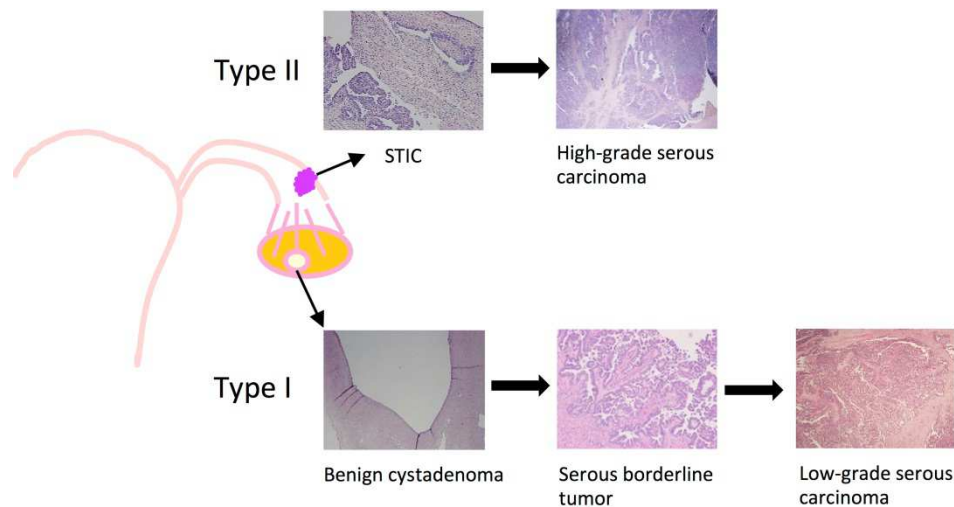 Type II
STIC
High-grade serous
carcinoma
Type I
Benign cystadenoma
Serous borderline
tumor
Low-grade serous
carcinoma